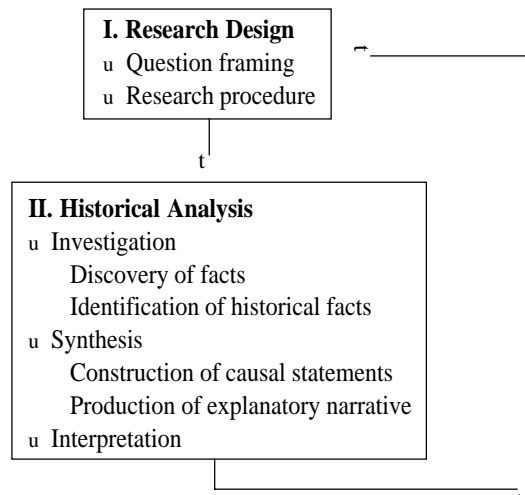 I. Research Design
u Question framing
u Research procedure
t
t
II. Historical Analysis
u Investigation
Discovery of facts
Identification of historical facts
u Synthesis
Construction of causal statements
Production of explanatory narrative
u Interpretation